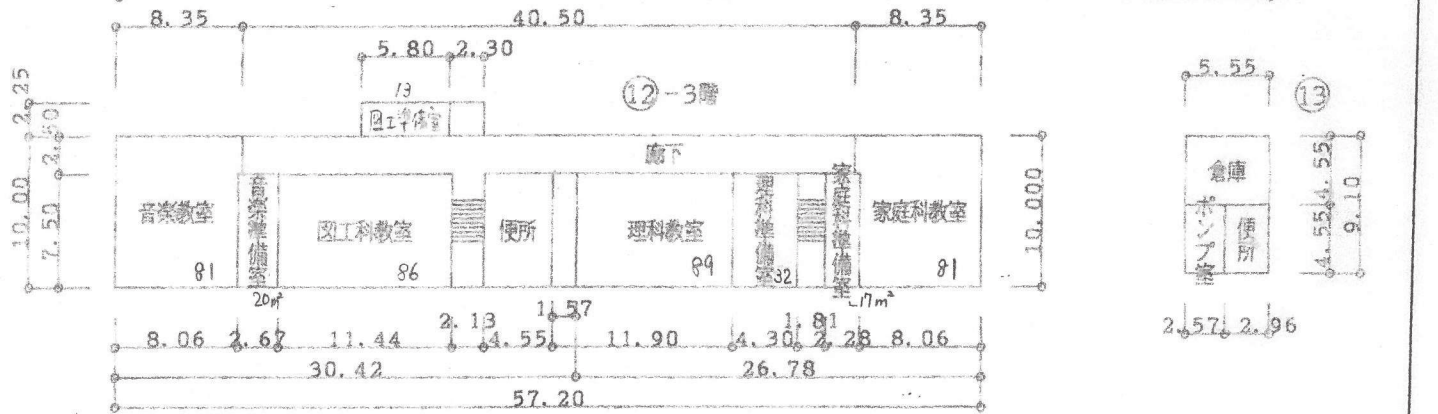 8.35 40.50 8.35
5.80 2.30
5.55
13
⑫-3階
⑬
図工準備室
2.25
2.50
10.00
7.50
廊下
音楽教室
81
音楽準備室
20m²
図工科教室
86
便所
理科教室
89
理科準備室
32
家庭科準備室
17m²
家庭科教室
81
10.000
倉庫
ポンプ室
便所
4.55
4.55
9.10
1.57
2.13 1.81
8.06 2.67 11.44 4.55 11.90 4.30 2.28 8.06
2.57 2.96
30.42 26.78
57.20